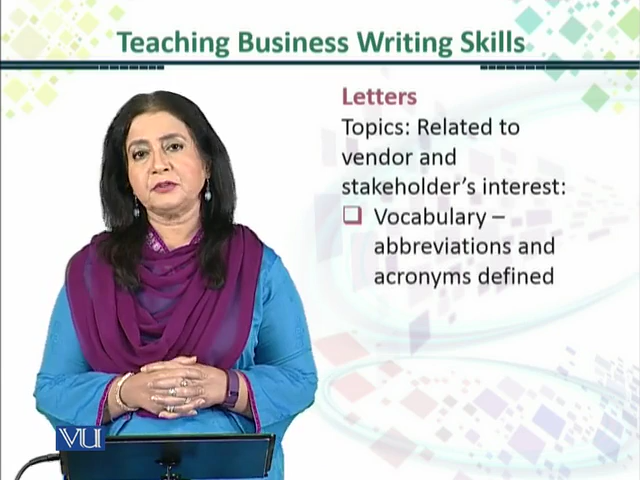 Teaching Business Writing Skills
Letters
Topics: Related to
vendor and
stakeholder's interest:
❑ Vocabulary –
abbreviations and
acronyms defined
VU